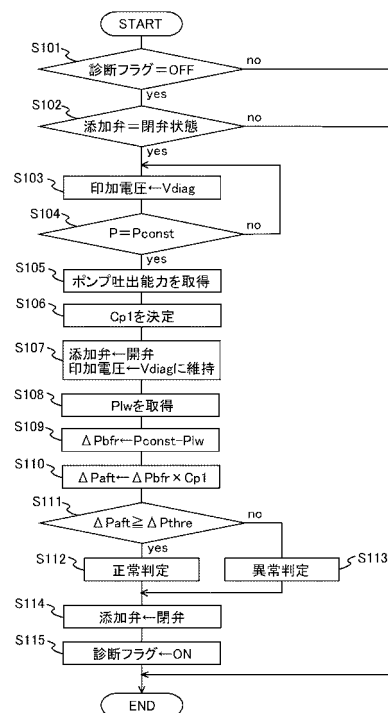 START
S101
診断フラグ=OFF
no
yes
S102
添加弁=閉弁状態
no
yes
S103
印加電圧←Vdiag
S104
P=Pconst
no
yes
S105
ポンプ吐出能力を取得
S106
Cp1を決定
S107
添加弁←開弁
印加電圧←Vdiagに維持
S108
Plwを取得
S109
ΔPbfr←Pconst-Plw
S110
ΔPaft←ΔPbfr×Cp1
S111
ΔPaft≧ΔPthre
no
yes
S112
正常判定
S113
異常判定
S114
添加弁←閉弁
S115
診断フラグ←ON
END